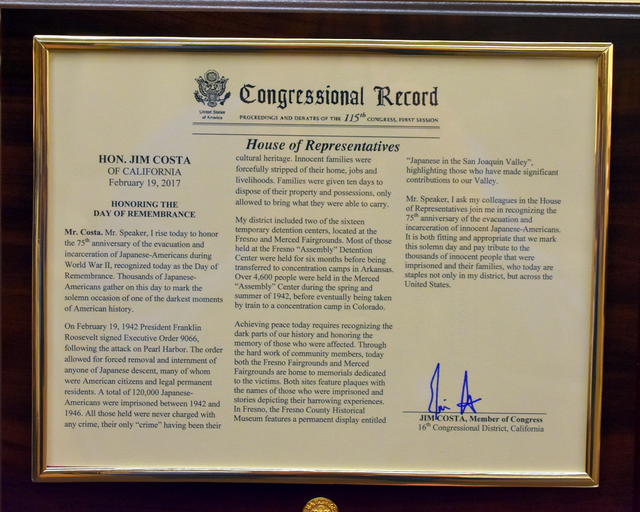 United States
of America
Congressional Record
PROCEEDINGS AND DEBATES OF THE 115th CONGRESS, FIRST SESSION
House of Representatives
HON. JIM COSTA
OF CALIFORNIA
February 19, 2017
HONORING THE
DAY OF REMEMBRANCE
Mr. Costa. Mr. Speaker, I rise today to honor
the 75th anniversary of the evacuation and
incarceration of Japanese-Americans during
World War II, recognized today as the Day of
Remembrance. Thousands of Japanese-
Americans gather on this day to mark the
solemn occasion of one of the darkest moments
of American history.
On February 19, 1942 President Franklin
Roosevelt signed Executive Order 9066,
following the attack on Pearl Harbor. The order
allowed for forced removal and internment of
anyone of Japanese descent, many of whom
were American citizens and legal permanent
residents. A total of 120,000 Japanese-
Americans were imprisoned between 1942 and
1946. All those held were never charged with
any crime, their only “crime” having been their
cultural heritage. Innocent families were
forcefully stripped of their home, jobs and
livelihoods. Families were given ten days to
dispose of their property and possessions, only
allowed to bring what they were able to carry.
My district included two of the sixteen
temporary detention centers, located at the
Fresno and Merced Fairgrounds. Most of those
held at the Fresno “Assembly” Detention
Center were held for six months before being
transferred to concentration camps in Arkansas.
Over 4,600 people were held in the Merced
“Assembly” Center during the spring and
summer of 1942, before eventually being taken
by train to a concentration camp in Colorado.
Achieving peace today requires recognizing the
dark parts of our history and honoring the
memory of those who were affected. Through
the hard work of community members, today
both the Fresno Fairgrounds and Merced
Fairgrounds are home to memorials dedicated
to the victims. Both sites feature plaques with
the names of those who were imprisoned and
stories depicting their harrowing experiences.
In Fresno, the Fresno County Historical
Museum features a permanent display entitled
“Japanese in the San Joaquin Valley”,
highlighting those who have made significant
contributions to our Valley.
Mr. Speaker, I ask my colleagues in the House
of Representatives join me in recognizing the
75th anniversary of the evacuation and
incarceration of innocent Japanese-Americans.
It is both fitting and appropriate that we mark
this solemn day and pay tribute to the
thousands of innocent people that were
imprisoned and their families, who today are
staples not only in my district, but across the
United States.
JIM COSTA, Member of Congress
16th Congressional District, California